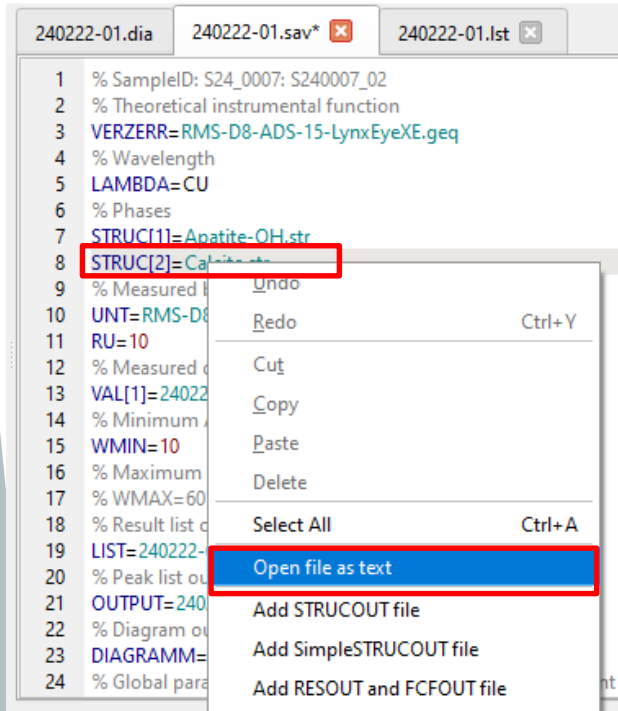 240222-01.dia
240222-01.sav*
240222-01.lst
1 % SampleID: S24_0007: S240007_02
2 % Theoretical instrumental function
3 VERZERR=RMS-D8-ADS-15-LynxEyeXE.geq
4 % Wavelength
5 LAMBDA=CU
6 % Phases
7 STRUC[1]=Apatite-OH.str
8 STRUC[2]=Calcite.str
9 % Measured
10 UNT=RMS-D8
11 RU=10
12 % Measured
13 VAL[1]=24022
14 % Minimum
15 WMIN=10
16 % Maximum
17 % WMAX=60
18 % Result list
19 LIST=240222-
20 % Peak list ou
21 OUTPUT=240
22 % Diagram ou
23 DIAGRAMM=
24 % Global para
Undo
Redo Ctrl+Y
Cut
Copy
Paste
Delete
Select All Ctrl+A
Open file as text
Add STRUCOUT file
Add SimpleSTRUCOUT file
Add RESOUT and FCFOUT file
nt